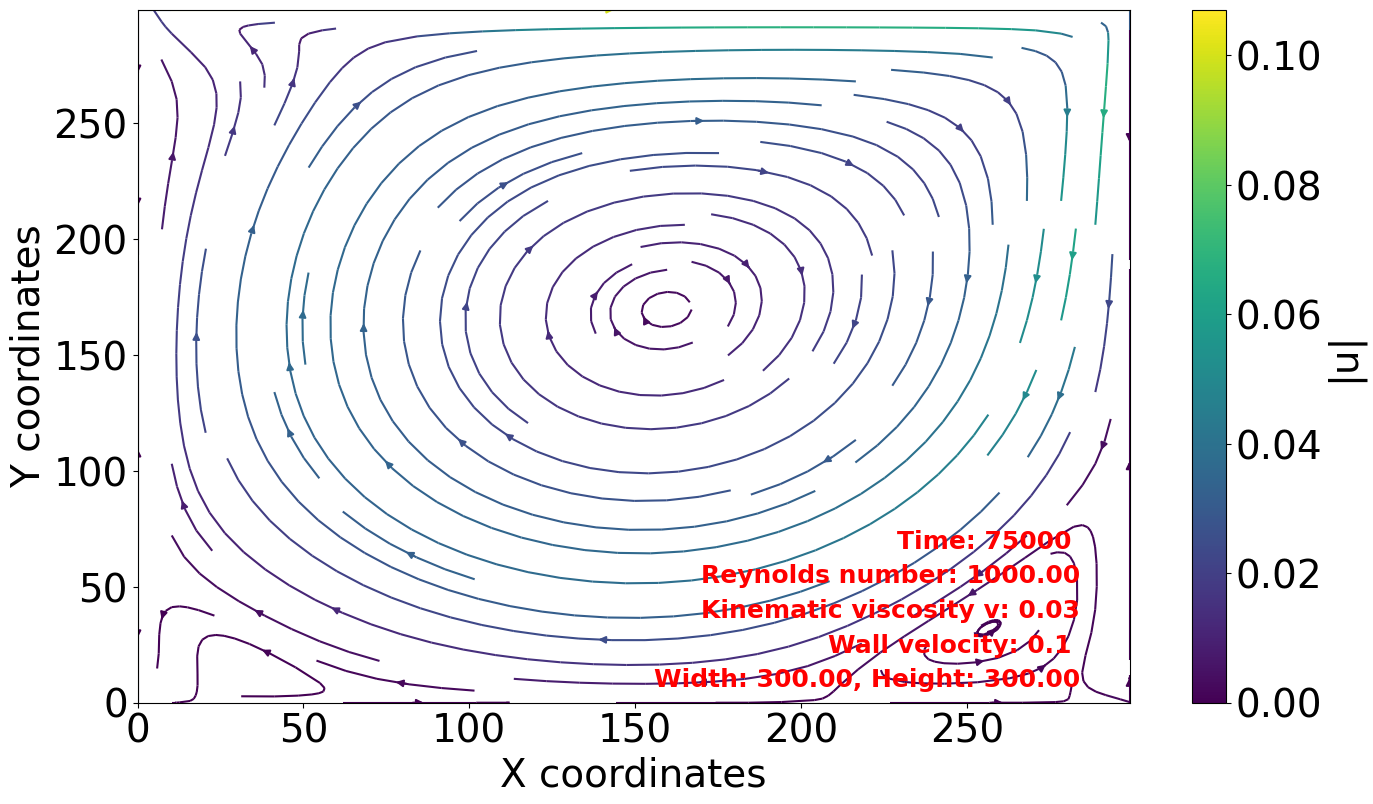 250
200
150
100
50
0
Y coordinates
0 50 100 150 200 250
X coordinates
Time: 75000
Reynolds number: 1000.00
Kinematic viscosity v: 0.03
Wall velocity: 0.1
Width: 300.00, Height: 300.00
0.10
0.08
0.06
0.04
0.02
0.00
|u|